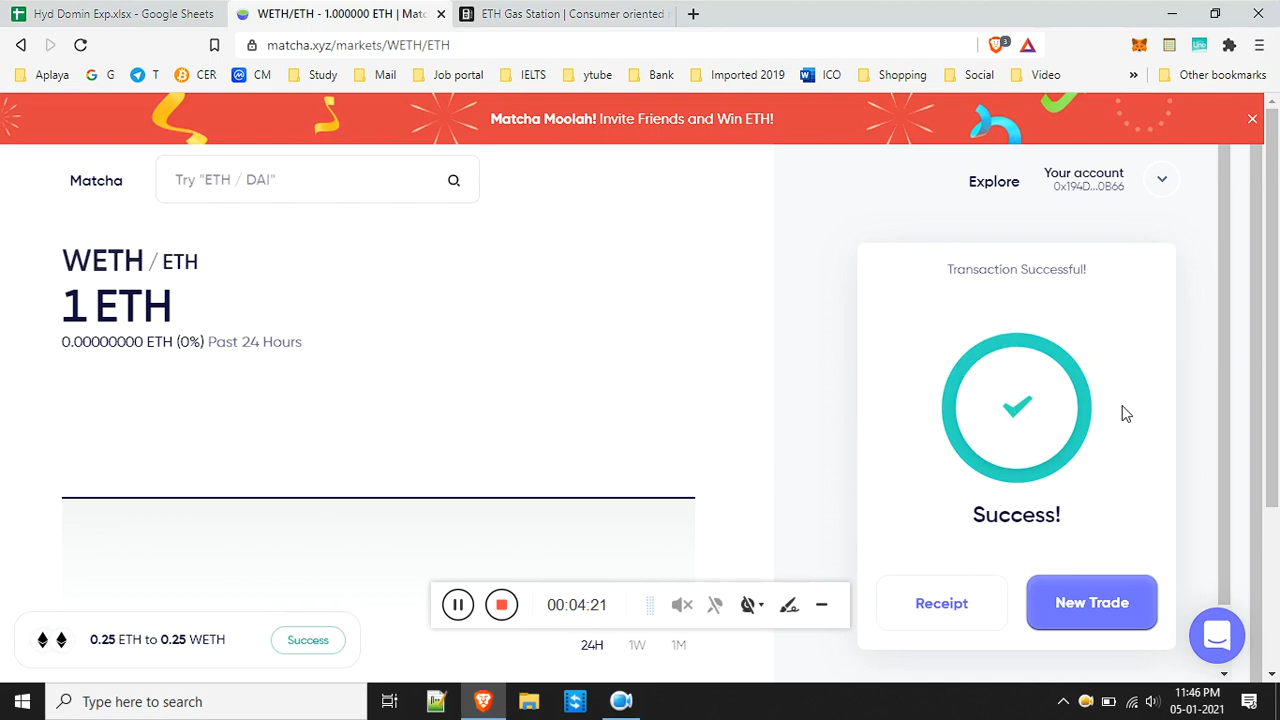 Hyd Domin Exp.xlsx - Google Sheets
WETH/ETH - 1.000000 ETH | Matc
ETH Gas Station | Consumer oriented
matcha.xyz/markets/WETH/ETH
3
Aplaya
G
T
CER
CM
Study
Mail
Job portal
IELTS
ytube
Bank
Imported 2019
ICO
Shopping
Social
Video
»
Other bookmarks
Matcha Moolah! Invite Friends and Win ETH!
Matcha
Try "ETH / DAI"
Explore
Your account
0x194D...0B66
WETH / ETH
1 ETH
0.00000000 ETH (0%) Past 24 Hours
Transaction Successful!
Success!
Receipt
New Trade
00:04:21
0.25 ETH to 0.25 WETH
Success
24H
1W
1M
Type here to search
11:46 PM
05-01-2021